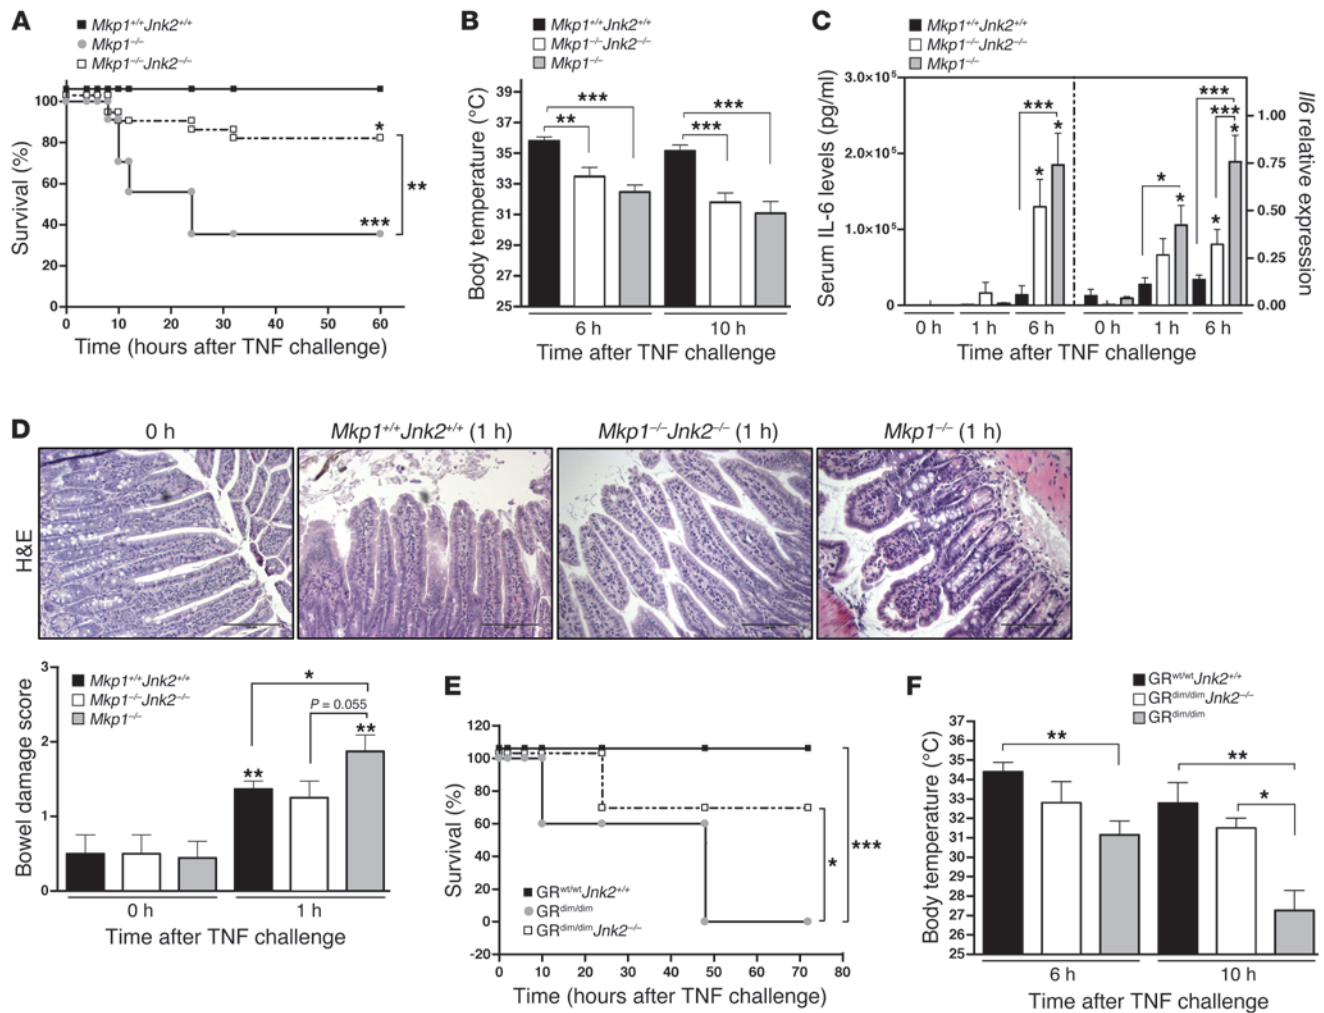 A
Mkp1+/+Jnk2+/+
Mkp1–/–
Mkp1–/–Jnk2–/–
Survival (%)
100
80
60
40
20
0
*
**
***
0 10 20 30 40 50 60
Time (hours after TNF challenge)
B
Mkp1+/+Jnk2+/+
Mkp1–/–Jnk2–/–
Mkp1–/–
Body temperature (°C)
39
37
35
33
31
29
27
25
***
**
***
***
6 h 10 h
Time after TNF challenge
C
Mkp1+/+Jnk2+/+
Mkp1–/–Jnk2–/–
Mkp1–/–
Serum IL-6 levels (pg/ml)
3.0×10⁵
2.0×10⁵
1.0×10⁵
0
***
*
*
*
*
***
***
*
*
1.00
0.75
0.50
0.25
0.00
Il6 relative
expression
0 h 1 h 6 h 0 h 1 h 6 h
Time after TNF challenge
D
0 h
Mkp1+/+Jnk2+/+ (1 h)
Mkp1–/–Jnk2–/– (1 h)
Mkp1–/– (1 h)
H&E
Mkp1+/+Jnk2+/+
Mkp1–/–Jnk2–/–
Mkp1–/–
Bowel damage score
3
2
1
0
*
P = 0.055
**
**
0 h 1 h
Time after TNF challenge
E
Survival (%)
120
100
80
60
40
20
0
-20
GRwt/wtJnk2+/+
GRdim/dim
GRdim/dimJnk2–/–
*
***
0 10 20 30 40 50 60 70 80
Time (hours after TNF challenge)
F
GRwt/wtJnk2+/+
GRdim/dimJnk2–/–
GRdim/dim
Body temperature (°C)
37
36
35
34
33
32
31
30
29
28
27
26
25
**
**
*
6 h 10 h
Time after TNF challenge